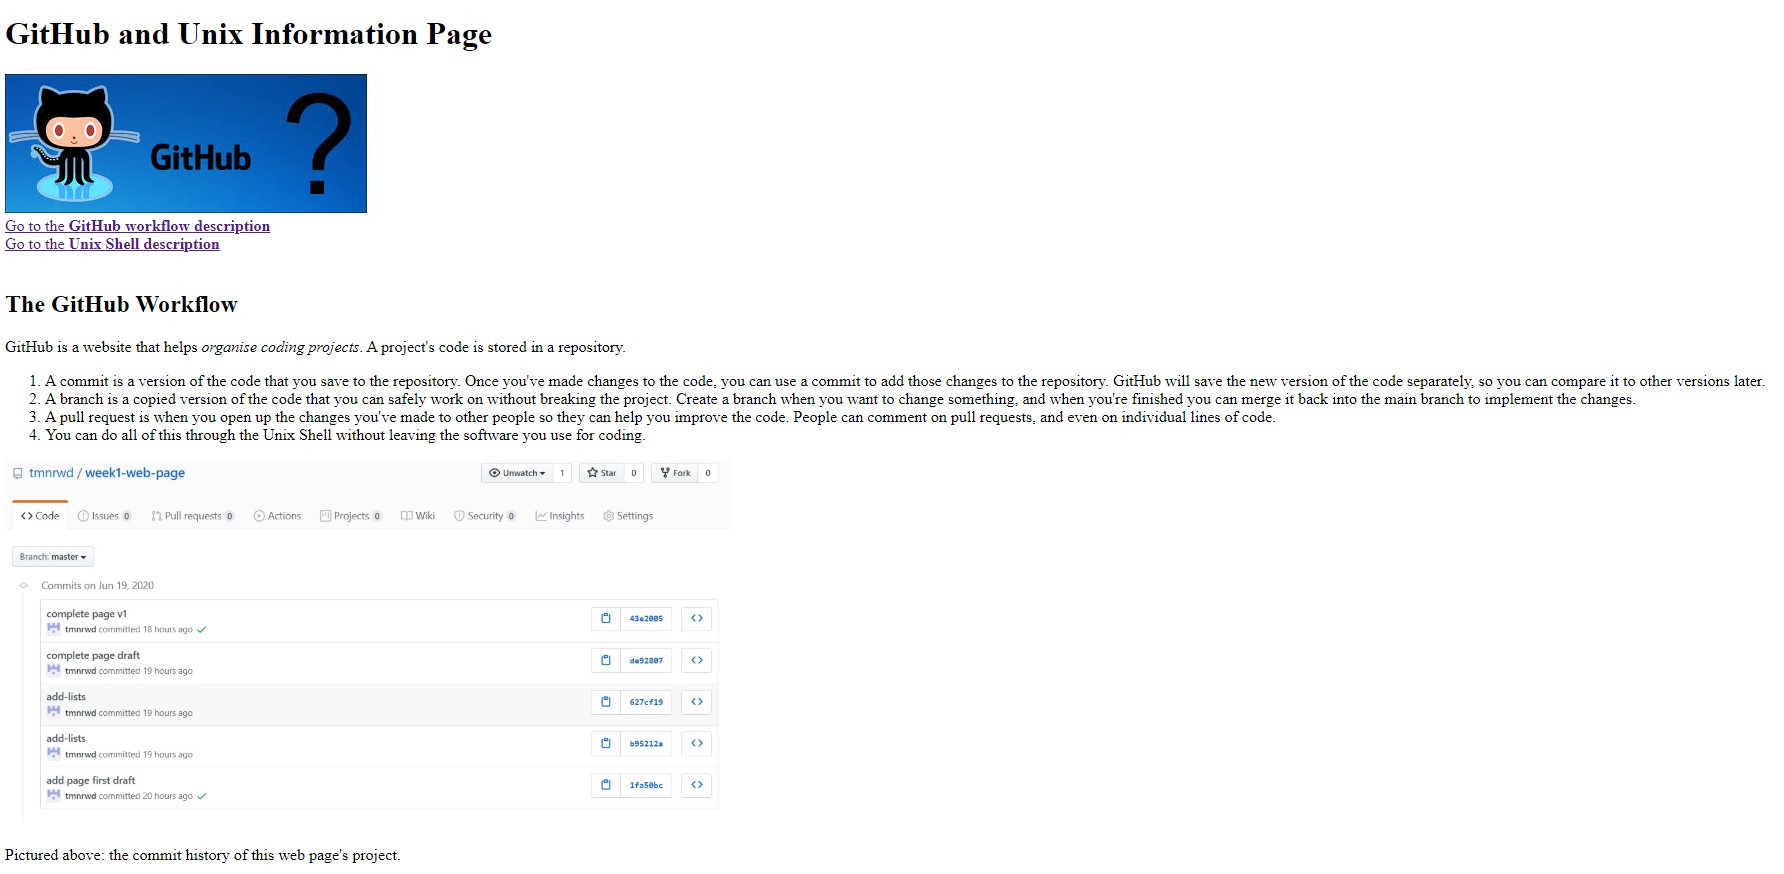 GitHub and Unix Information Page
GitHub ?
Go to the GitHub workflow description
Go to the Unix Shell description
The GitHub Workflow
GitHub is a website that helps organise coding projects. A project's code is stored in a repository.
1. A commit is a version of the code that you save to the repository. Once you've made changes to the code, you can use a commit to add those changes to the repository. GitHub will save the new version of the code separately, so you can compare it to other versions later.
2. A branch is a copied version of the code that you can safely work on without breaking the project. Create a branch when you want to change something, and when you're finished you can merge it back into the main branch to implement the changes.
3. A pull request is when you open up the changes you've made to other people so they can help you improve the code. People can comment on pull requests, and even on individual lines of code.
4. You can do all of this through the Unix Shell without leaving the software you use for coding.
tmnrwd / week1-web-page Unwatch 1 Star 0 Fork 0
Code Issues 0 Pull requests 0 Actions Projects 0 Wiki Security 0 Insights Settings
Branch: master
Commits on Jun 19, 2020
complete page v1
tmnrwd committed 18 hours ago
43e2005
complete page draft
tmnrwd committed 19 hours ago
de92807
add-lists
tmnrwd committed 19 hours ago
627cf19
add-lists
tmnrwd committed 19 hours ago
b95212a
add page first draft
tmnrwd committed 20 hours ago
1fa50bc
Pictured above: the commit history of this web page's project.